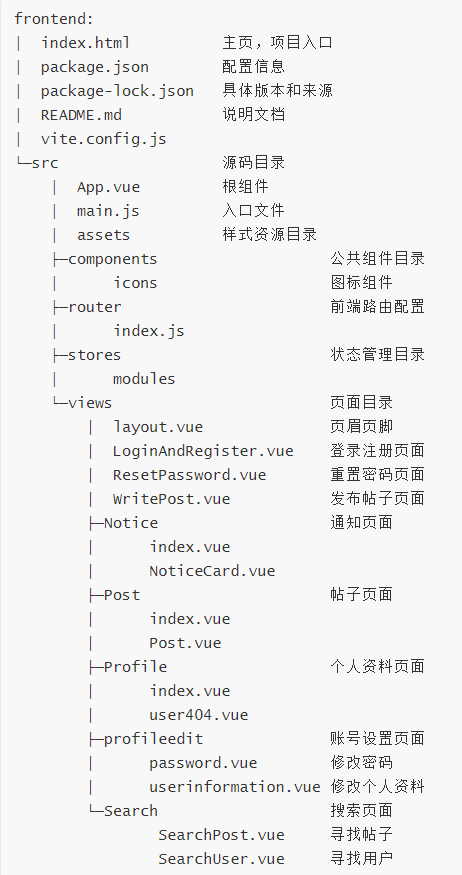 frontend:
│  index.html          主页，项目入口
│  package.json        配置信息
│  package-lock.json   具体版本和来源
│  README.md           说明文档
│  vite.config.js
└─src                  源码目录
    │  App.vue         根组件
    │  main.js         入口文件
    │  assets          样式资源目录
    ├─components                   公共组件目录
    │      icons                   图标组件
    ├─router                       前端路由配置
    │      index.js
    ├─stores                       状态管理目录
    │      modules
    └─views                        页面目录
        │  layout.vue              页眉页脚
        │  LoginAndRegister.vue    登录注册页面
        │  ResetPassword.vue       重置密码页面
        │  WritePost.vue           发布帖子页面
        ├─Notice                   通知页面
        │      index.vue
        │      NoticeCard.vue
        ├─Post                     帖子页面
        │      index.vue
        │      Post.vue
        ├─Profile                  个人资料页面
        │      index.vue
        │      user404.vue
        ├─profileedit              账号设置页面
        │      password.vue        修改密码
        │      userinformation.vue 修改个人资料
        └─Search                   搜索页面
                SearchPost.vue     寻找帖子
                SearchUser.vue     寻找用户